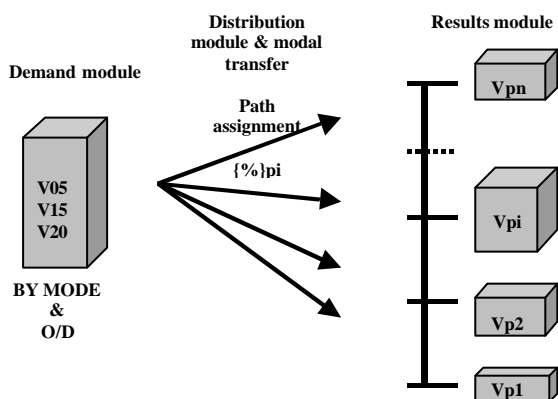 Demand module
V05
V15
V20
BY MODE
&
O/D
Distribution
module & modal
transfer
Path
assignment
{%}pi
Results module
Vpn
Vpi
Vp2
Vp1